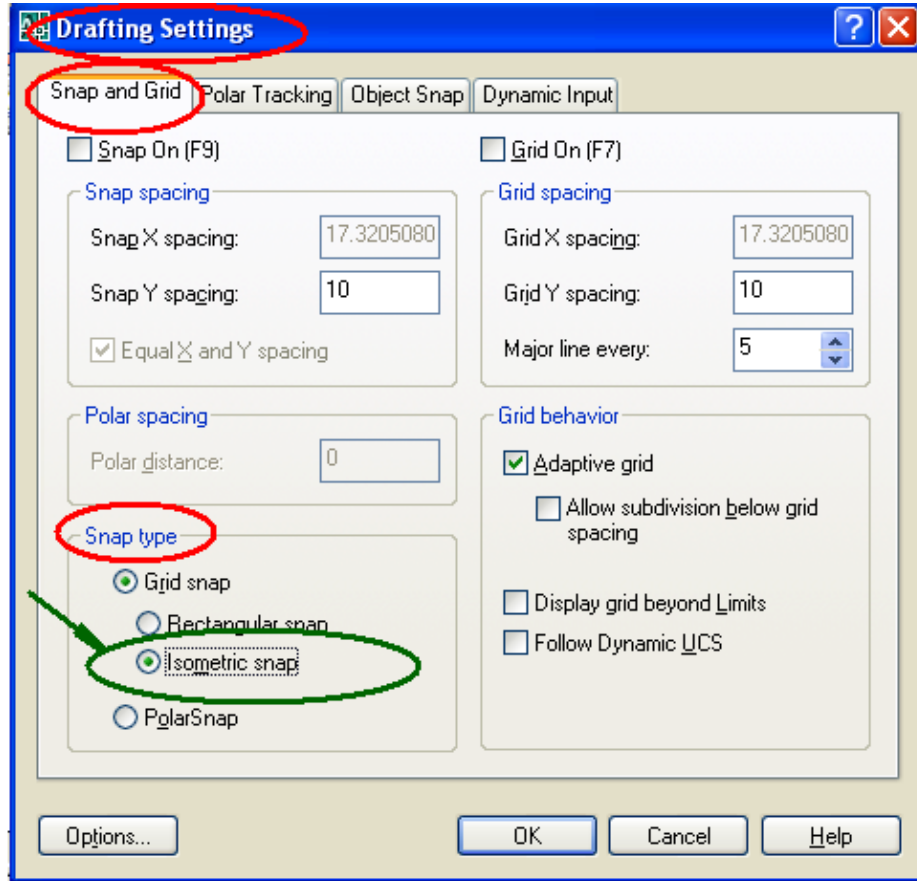 Drafting Settings
Snap and Grid
Polar Tracking
Object Snap
Dynamic Input
Snap On (F9)
Snap spacing
Snap X spacing: 17.3205080
Snap Y spacing: 10
Equal X and Y spacing
Polar spacing
Polar distance: 0
Snap type
Grid snap
Rectangular snap
Isometric snap
PolarSnap
Grid On (F7)
Grid spacing
Grid X spacing: 17.3205080
Grid Y spacing: 10
Major line every: 5
Grid behavior
Adaptive grid
Allow subdivision below grid
spacing
Display grid beyond Limits
Follow Dynamic UCS
Options...
OK
Cancel
Help